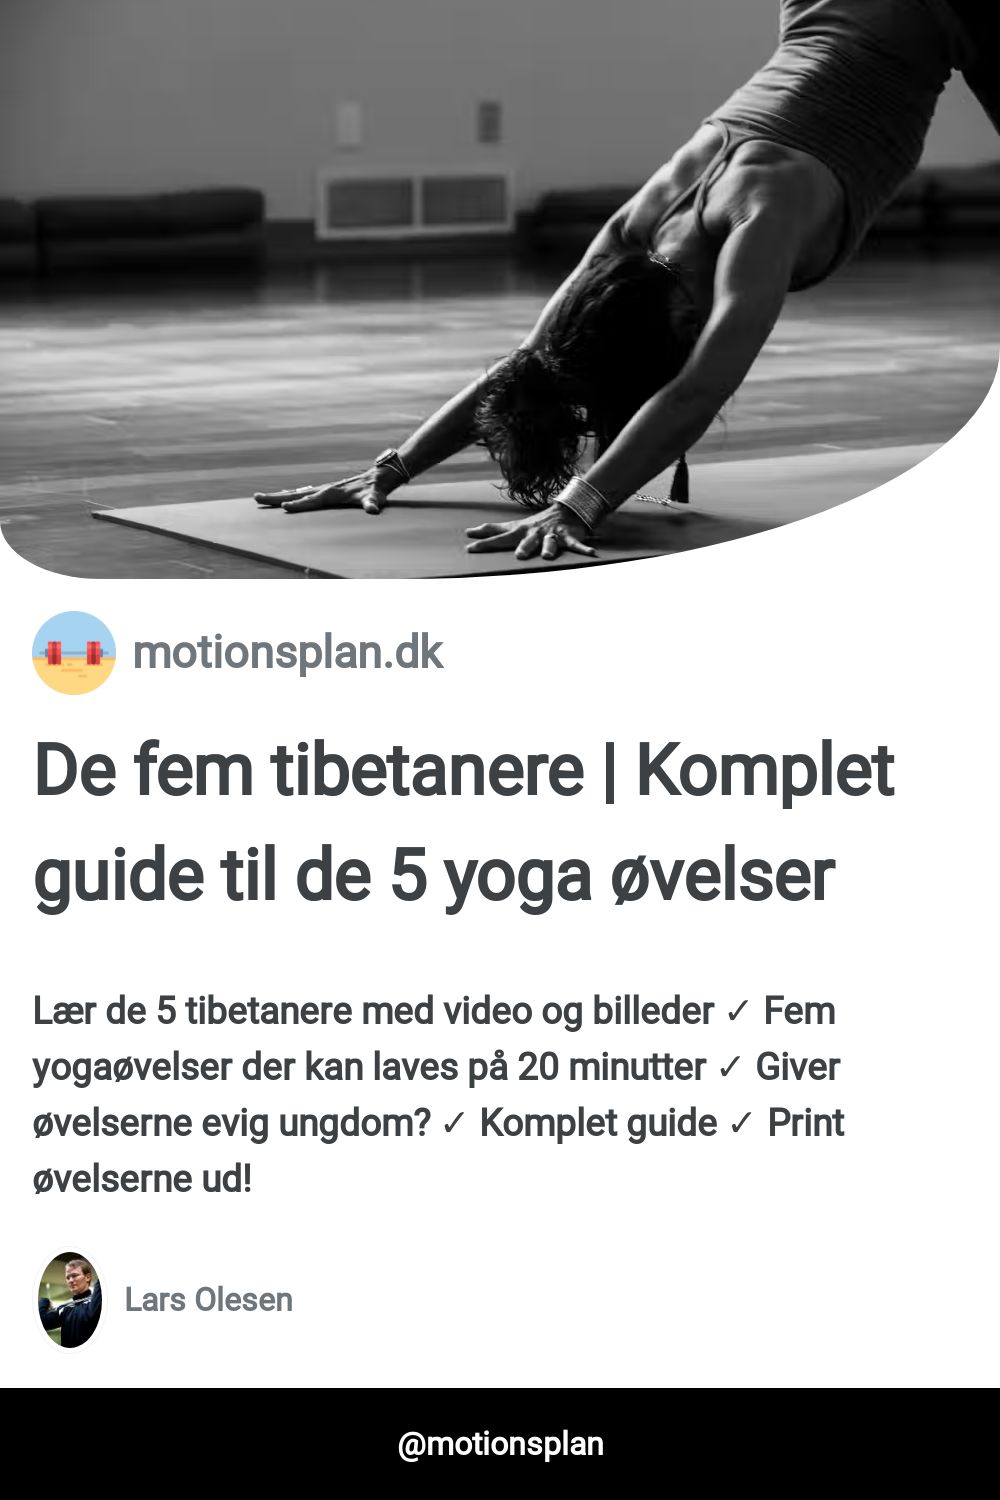 motionsplan.dk
De fem tibetanere | Komplet
guide til de 5 yoga øvelser
Lær de 5 tibetanere med video og billeder ✓ Fem
yogaøvelser der kan laves på 20 minutter ✓ Giver
øvelserne evig ungdom? ✓ Komplet guide ✓ Print
øvelserne ud!
Lars Olesen
@motionsplan